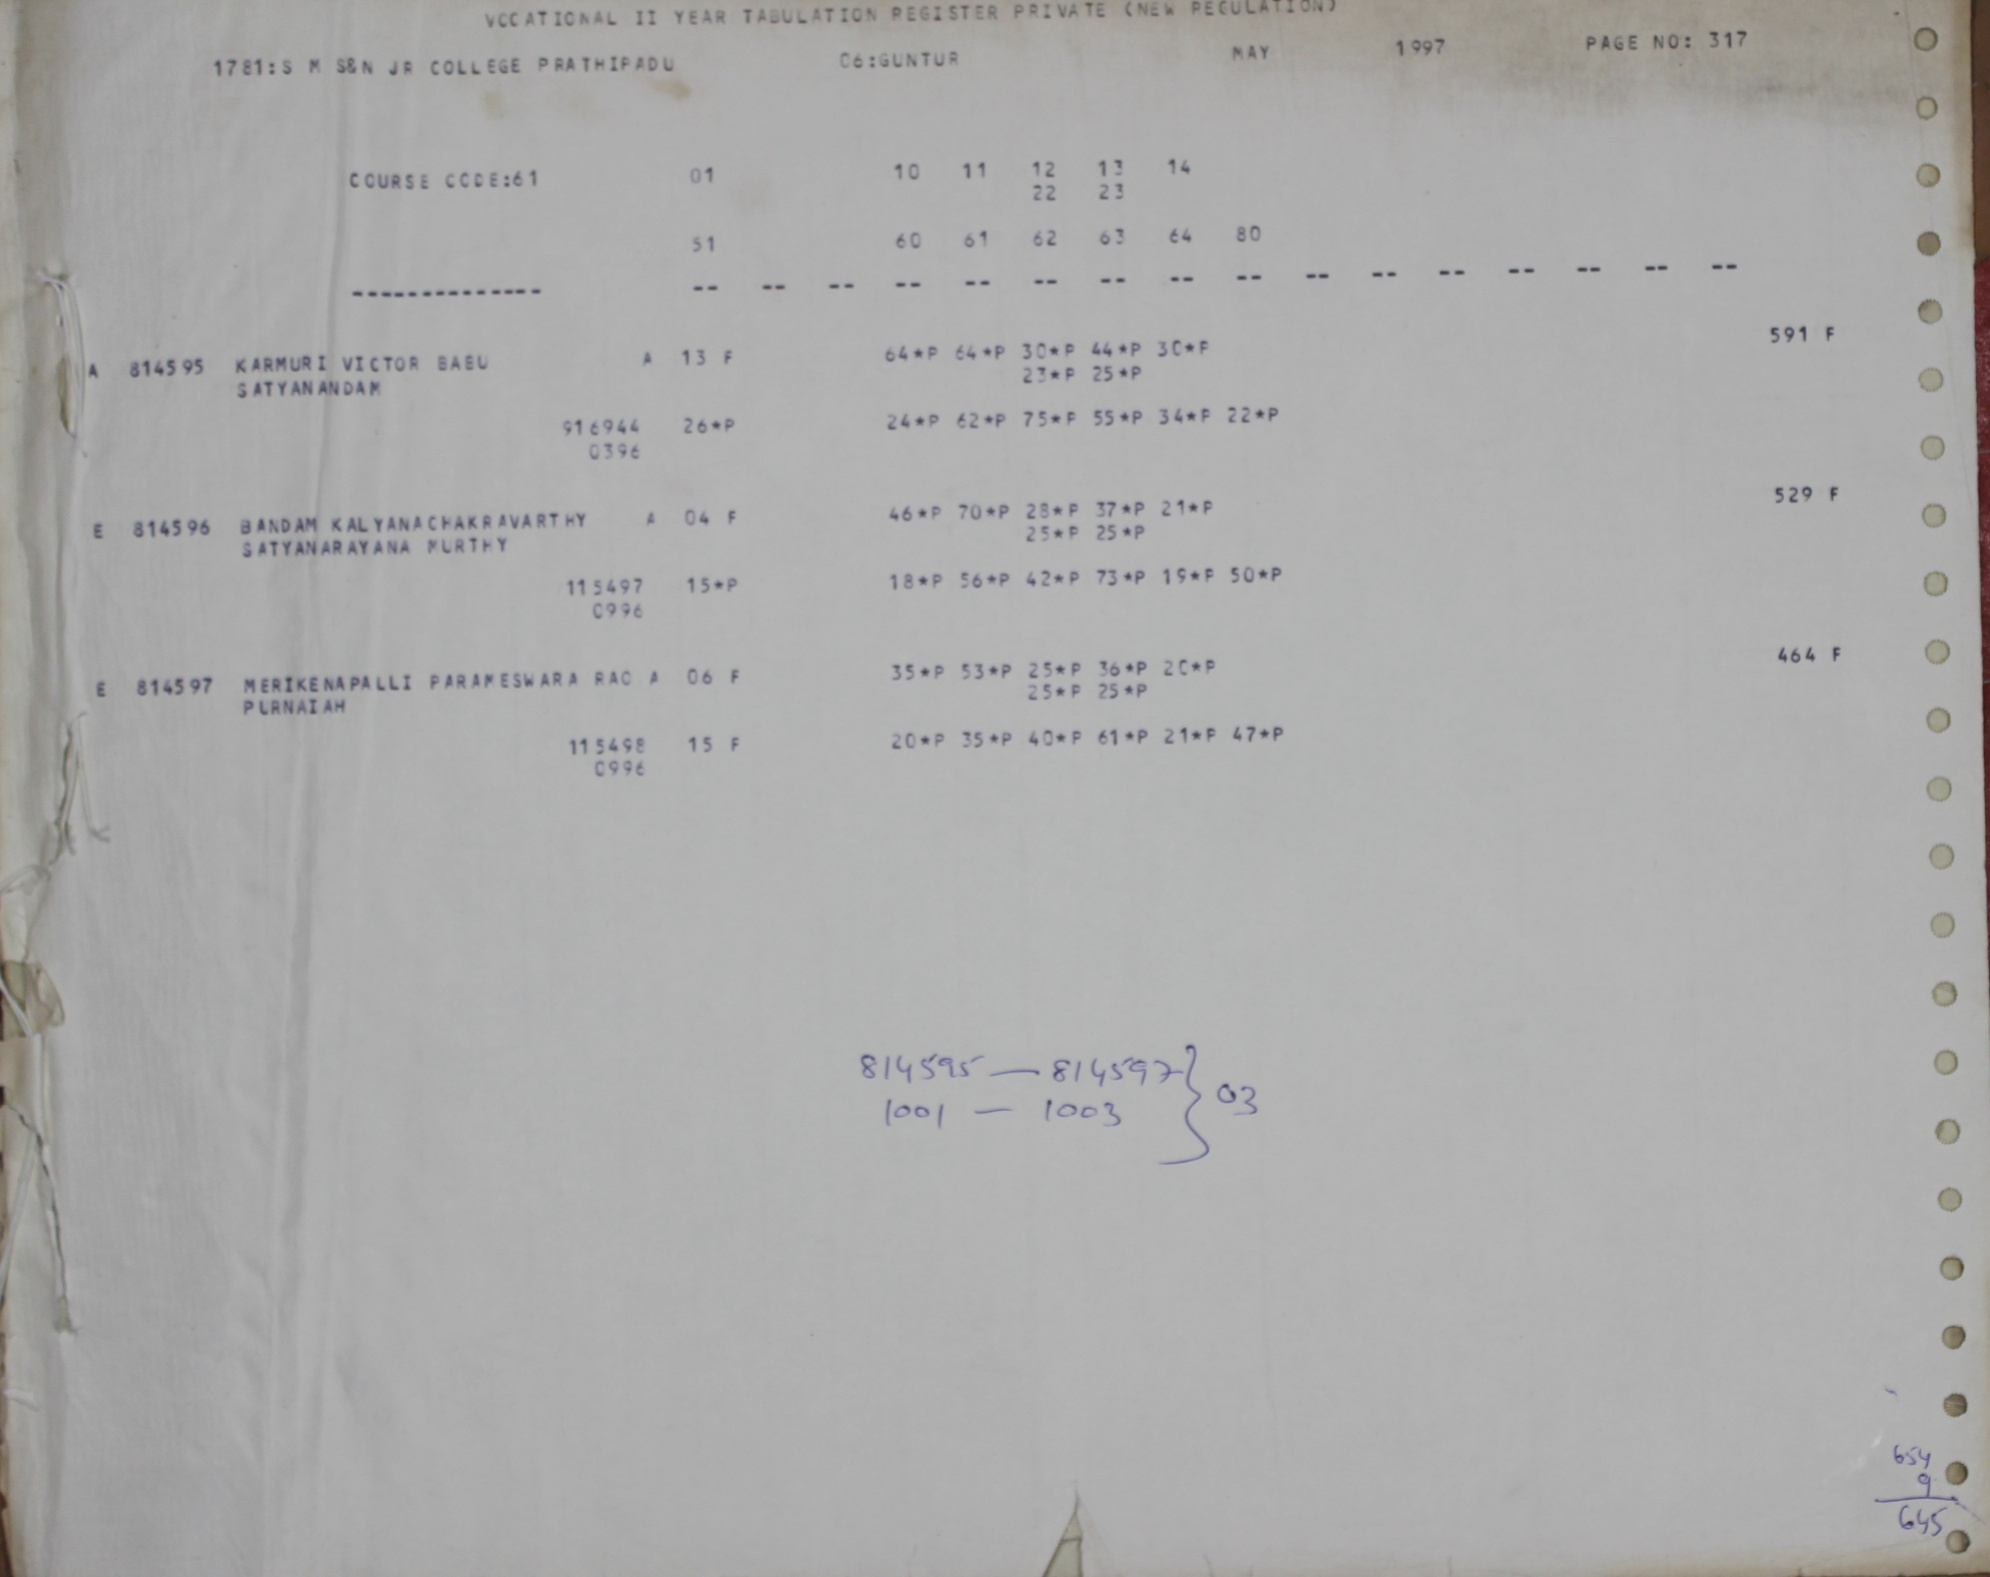 VOCATIONAL II YEAR TABULATION REGISTER PRIVATE (NEW REGULATION)
1781:S M S&N JR COLLEGE PRATHIPADU 06:GUNTUR MAY 1997 PAGE NO: 317
COURSE CODE:61 01 10 11 12 13 14
22 23
51 60 61 62 63 64 80
-------------- -- -- -- -- -- -- -- -- -- -- -- -- -- -- -- --
A 814595 KARMURI VICTOR BABU A 13 F 64*P 64*P 30*P 44*P 30*P 591 F
SATYANANDAM 23*P 25*P
916944 26*P 24*P 62*P 75*P 55*P 34*P 22*P
0396
E 814596 BANDAM KALYANACHAKRAVARTHY A 04 F 46*P 70*P 28*P 37*P 21*P 529 F
SATYANARAYANA MURTHY 25*P 25*P
115497 15*P 18*P 56*P 42*P 73*P 19*P 50*P
0996
E 814597 MERIKENAPALLI PARAMESWARA RAO A 06 F 35*P 53*P 25*P 36*P 20*P 464 F
PURNAIAH 25*P 25*P
115498 15 F 20*P 35*P 40*P 61*P 21*P 47*P
0996
814595 — 814597 } 03
1001 — 1003
654
9
645